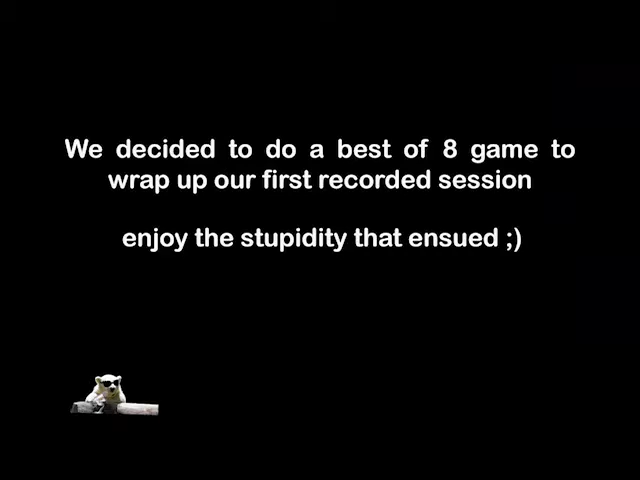 We decided to do a best of 8 game to
wrap up our first recorded session
enjoy the stupidity that ensued ;)